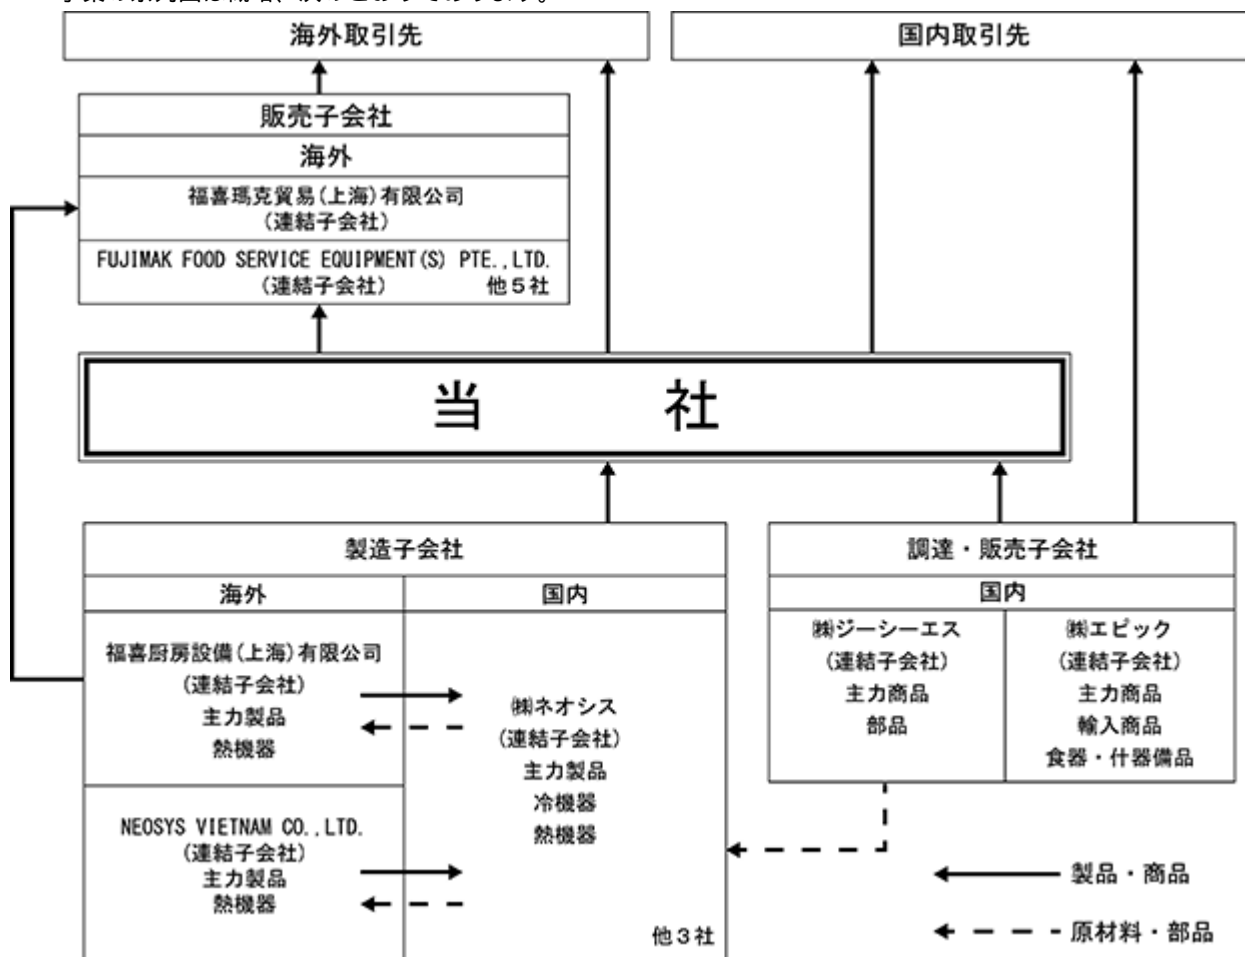 海外取引先
国内取引先
販売子会社
海外
福喜瑪克貿易(上海)有限公司
(連結子会社)
FUJIMAK FOOD SERVICE EQUIPMENT(S) PTE.,LTD.
(連結子会社) 他5社
当 社
製造子会社
海外
国内
福喜厨房設備(上海)有限公司
(連結子会社)
主力製品
熱機器
NEOSYS VIETNAM CO.,LTD.
(連結子会社)
主力製品
熱機器
㈱ネオシス
(連結子会社)
主力製品
冷機器
熱機器
他3社
調達・販売子会社
国内
㈱ジーシーエス
(連結子会社)
主力商品
部品
㈱エピック
(連結子会社)
主力商品
輸入商品
食器・什器備品
製品・商品
原材料・部品